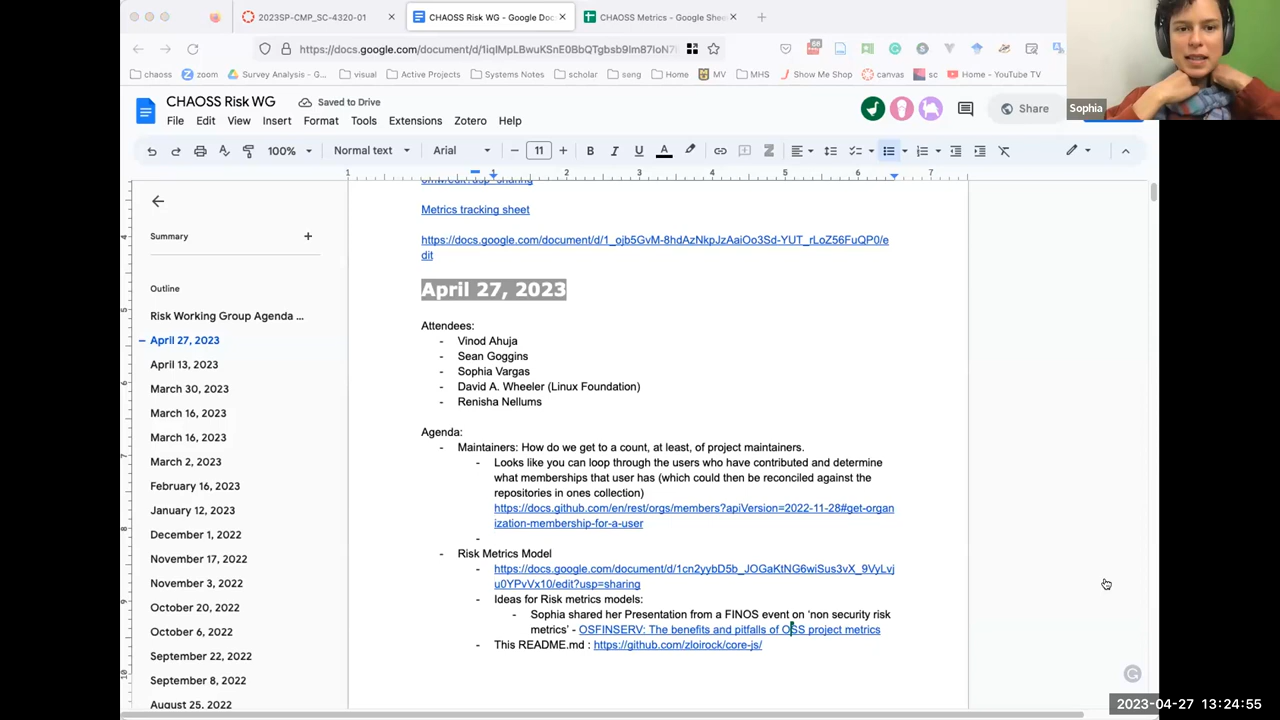 2023SP-CMP_SC-4320-01
CHAOSS Risk WG - Google Doc
CHAOSS Metrics - Google Shee
https://docs.google.com/document/d/1iqIMpLBwuKSnE0BbQTgbsb9Im87IoN7
chaoss
zoom
Survey Analysis - G...
visual
Active Projects
Systems Notes
scholar
seng
Home
MV
MHS
Show Me Shop
canvas
sc
Home - YouTube TV
Sophia
CHAOSS Risk WG
Saved to Drive
File Edit View Insert Format Tools Extensions Zotero Help
Share
100% Normal text Arial 11
1 1 2 3 4 5 6 7
Metrics tracking sheet
https://docs.google.com/document/d/1_ojb5GvM-8hdAzNkpJzAaiOo3Sd-YUT_rLoZ56FuQP0/e
dit
Summary
Outline
Risk Working Group Agenda ...
April 27, 2023
April 13, 2023
March 30, 2023
March 16, 2023
March 16, 2023
March 2, 2023
February 16, 2023
January 12, 2023
December 1, 2022
November 17, 2022
November 3, 2022
October 20, 2022
October 6, 2022
September 22, 2022
September 8, 2022
August 25, 2022
April 27, 2023
Attendees:
- Vinod Ahuja
- Sean Goggins
- Sophia Vargas
- David A. Wheeler (Linux Foundation)
- Renisha Nellums
Agenda:
- Maintainers: How do we get to a count, at least, of project maintainers.
- Looks like you can loop through the users who have contributed and determine
what memberships that user has (which could then be reconciled against the
repositories in ones collection)
https://docs.github.com/en/rest/orgs/members?apiVersion=2022-11-28#get-organ
ization-membership-for-a-user
-
- Risk Metrics Model
- https://docs.google.com/document/d/1cn2yybD5b_JOGaKtNG6wiSus3vX_9VyLvj
u0YPvVx10/edit?usp=sharing
- Ideas for Risk metrics models:
- Sophia shared her Presentation from a FINOS event on ‘non security risk
metrics’ - OSFINSERV: The benefits and pitfalls of OSS project metrics
- This README.md : https://github.com/zloirock/core-js/
2023-04-27 13:24:55